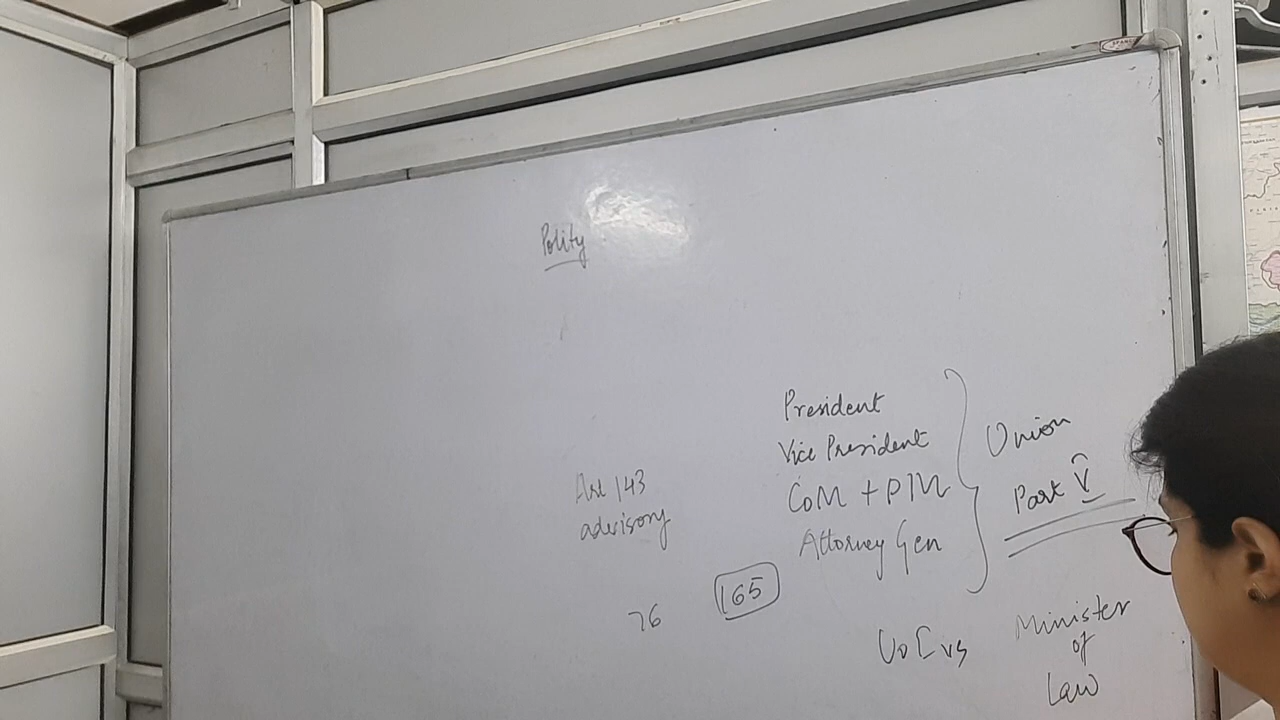 Polity
President
Vice President
CoM + PM
Attorney Gen
Union
Part V
Art 143
advisory
76
165
UoI vs
Minister
of
Law